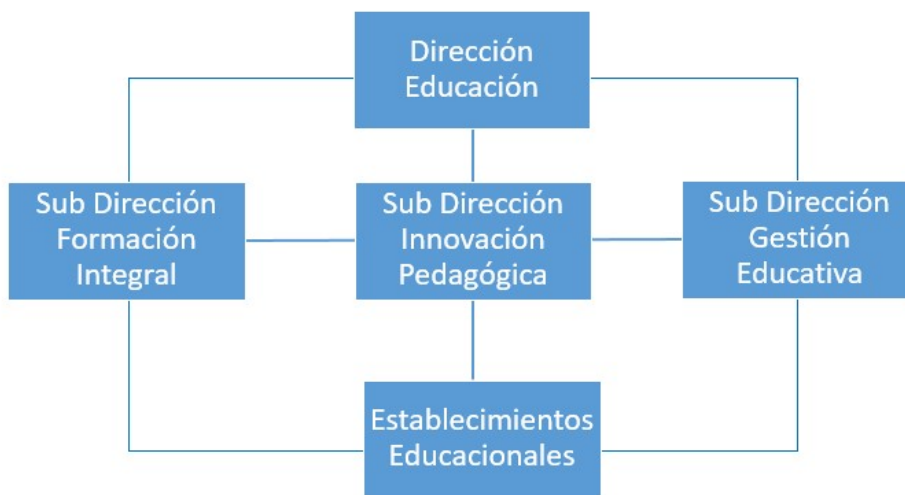 Dirección
Educación
Sub Dirección
Formación
Integral
Sub Dirección
Innovación
Pedagógica
Sub Dirección
Gestión
Educativa
Establecimientos
Educacionales